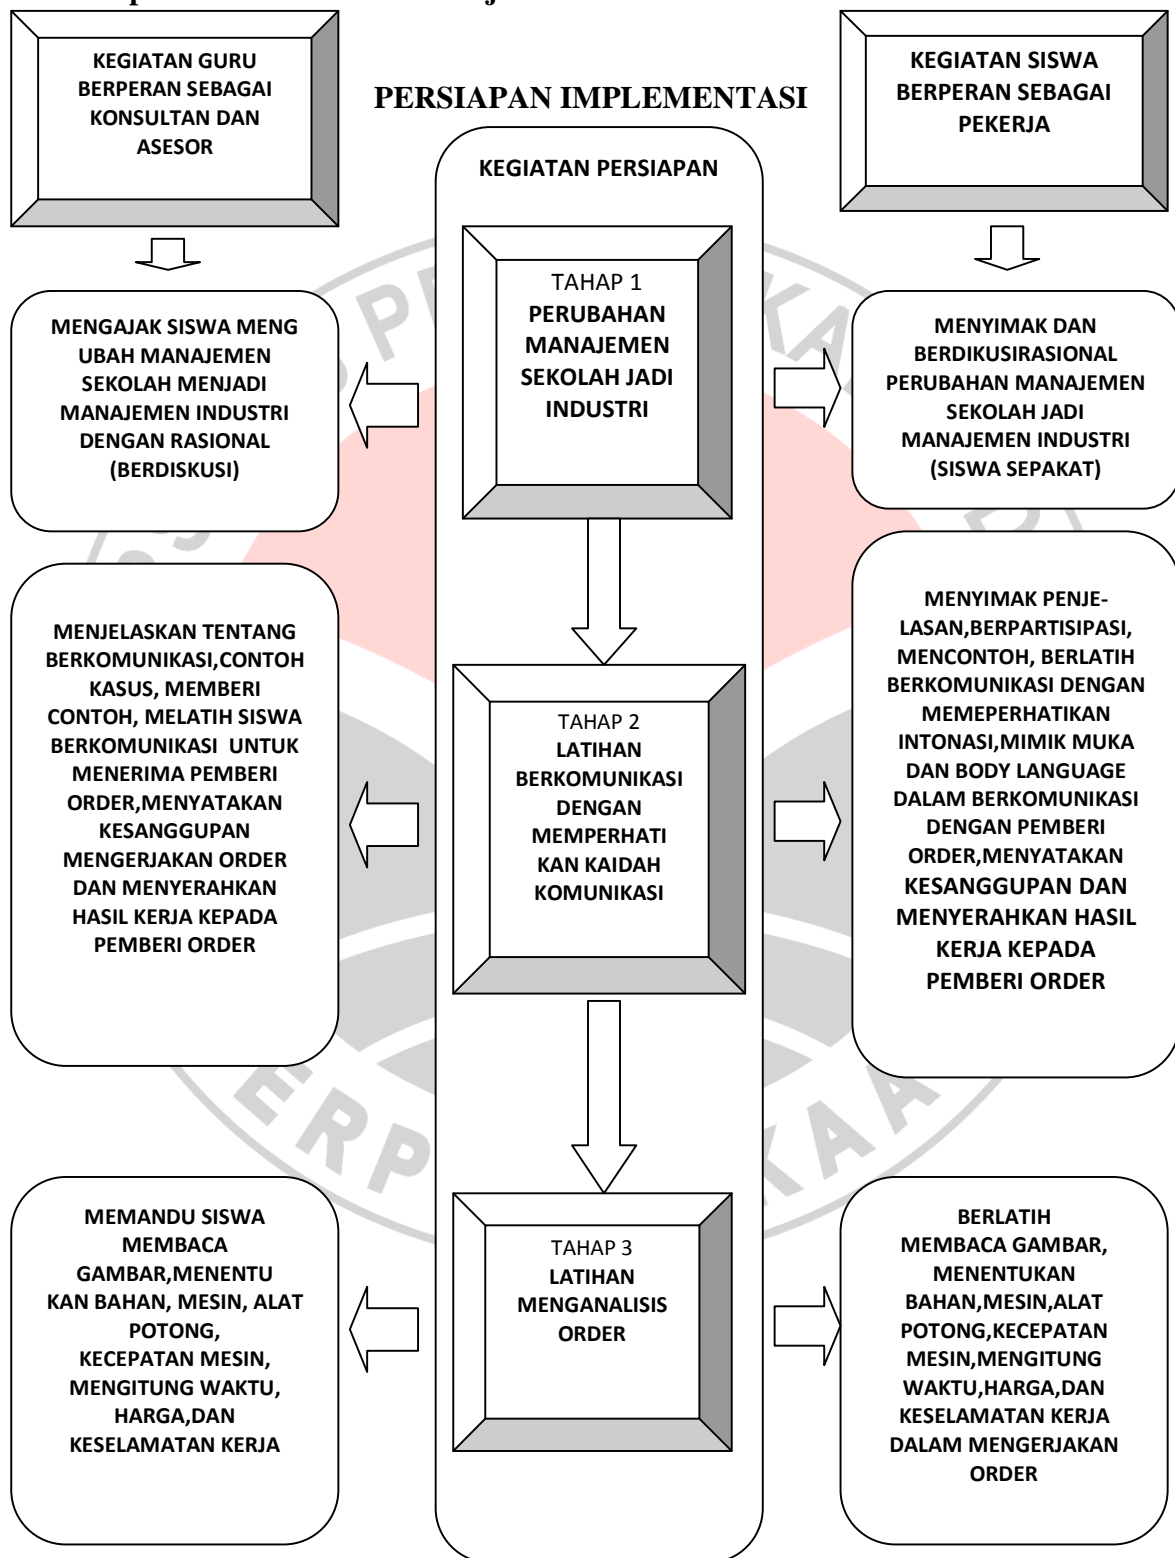 KEGIATAN GURU
BERPERAN SEBAGAI
KONSULTAN DAN
ASESOR
PERSIAPAN IMPLEMENTASI
KEGIATAN SISWA
BERPERAN SEBAGAI
PEKERJA
KEGIATAN PERSIAPAN
MENGAJAK SISWA MENG
UBAH MANAJEMEN
SEKOLAH MENJADI
MANAJEMEN INDUSTRI
DENGAN RASIONAL
(BERDISKUSI)
TAHAP 1
PERUBAHAN
MANAJEMEN
SEKOLAH JADI
INDUSTRI
MENYIMAK DAN
BERDIKUSIRASIONAL
PERUBAHAN MANAJEMEN
SEKOLAH JADI
MANAJEMEN INDUSTRI
(SISWA SEPAKAT)
MENJELASKAN TENTANG
BERKOMUNIKASI,CONTOH
KASUS, MEMBERI
CONTOH, MELATIH SISWA
BERKOMUNIKASI UNTUK
MENERIMA PEMBERI
ORDER,MENYATAKAN
KESANGGUPAN
MENGERJAKAN ORDER
DAN MENYERAHKAN
HASIL KERJA KEPADA
PEMBERI ORDER
TAHAP 2
LATIHAN
BERKOMUNIKASI
DENGAN
MEMPERHATI
KAN KAIDAH
KOMUNIKASI
MENYIMAK PENJE-
LASAN,BERPARTISIPASI,
MENCONTOH, BERLATIH
BERKOMUNIKASI DENGAN
MEMEPERHATIKAN
INTONASI,MIMIK MUKA
DAN BODY LANGUAGE
DALAM BERKOMUNIKASI
DENGAN PEMBERI
ORDER,MENYATAKAN
KESANGGUPAN DAN
MENYERAHKAN HASIL
KERJA KEPADA
PEMBERI ORDER
MEMANDU SISWA
MEMBACA
GAMBAR,MENENTU
KAN BAHAN, MESIN, ALAT
POTONG,
KECEPATAN MESIN,
MENGITUNG WAKTU,
HARGA,DAN
KESELAMATAN KERJA
TAHAP 3
LATIHAN
MENGANALISIS
ORDER
BERLATIH
MEMBACA GAMBAR,
MENENTUKAN
BAHAN,MESIN,ALAT
POTONG,KECEPATAN
MESIN,MENGITUNG
WAKTU,HARGA,DAN
KESELAMATAN KERJA
DALAM MENGERJAKAN
ORDER